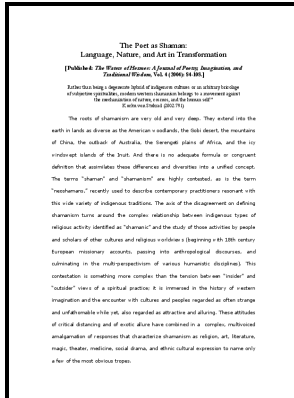 The Poet as Shaman:
Language, Nature, and Art in Transformation
[Published: The Waters of Hermes: A Journal of Poetry, Imagination, and
Traditional Wisdom, Vol. 4 (2004): 84-105.]
Rather than being a degenerate hybrid of indigenous cultures or an arbitrary bricolage
of subjective spiritualities, modern western shamanism belongs to a movement against
the mechanization of nature, cosmos, and the human self"
Kocku von Stuckrad (2002:791)
The roots of shamanism are very old and very deep. They extend into the
earth in lands as diverse as the American woodlands, the Gobi desert, the mountains
of China, the outback of Australia, the Serengeti plains of Africa, and the icy
windswept islands of the Inuit. And there is no adequate formula or congruent
definition that assimilates these differences and diversities into a unified concept.
The terms "shaman" and "shamanism" are highly contested, as is the term
"neoshamans," recently used to describe contemporary practitioners resonant with
this wide variety of indigenous traditions. The axis of the disagreement on defining
shamanism turns around the complex relationship between indigenous types of
religious activity identified as "shamanic" and the study of those activities by people
and scholars of other cultures and religious worldviews (beginning with 18th century
European missionary accounts, passing into anthropological discourses, and
culminating in the multi-perspectivism of various humanistic disciplines). This
contestation is something more complex than the tension between "insider" and
"outsider" views of a spiritual practice; it is immersed in the history of western
imagination and the encounter with cultures and peoples regarded as often strange
and unfathomable while yet, also regarded as attractive and alluring. These attitudes
of critical distancing and of exotic allure have combined in a complex, multivoiced
amalgamation of responses that characterize shamanism as religion, art, literature,
magic, theater, medicine, social drama, and ethnic cultural expression to name only
a few of the most obvious tropes.